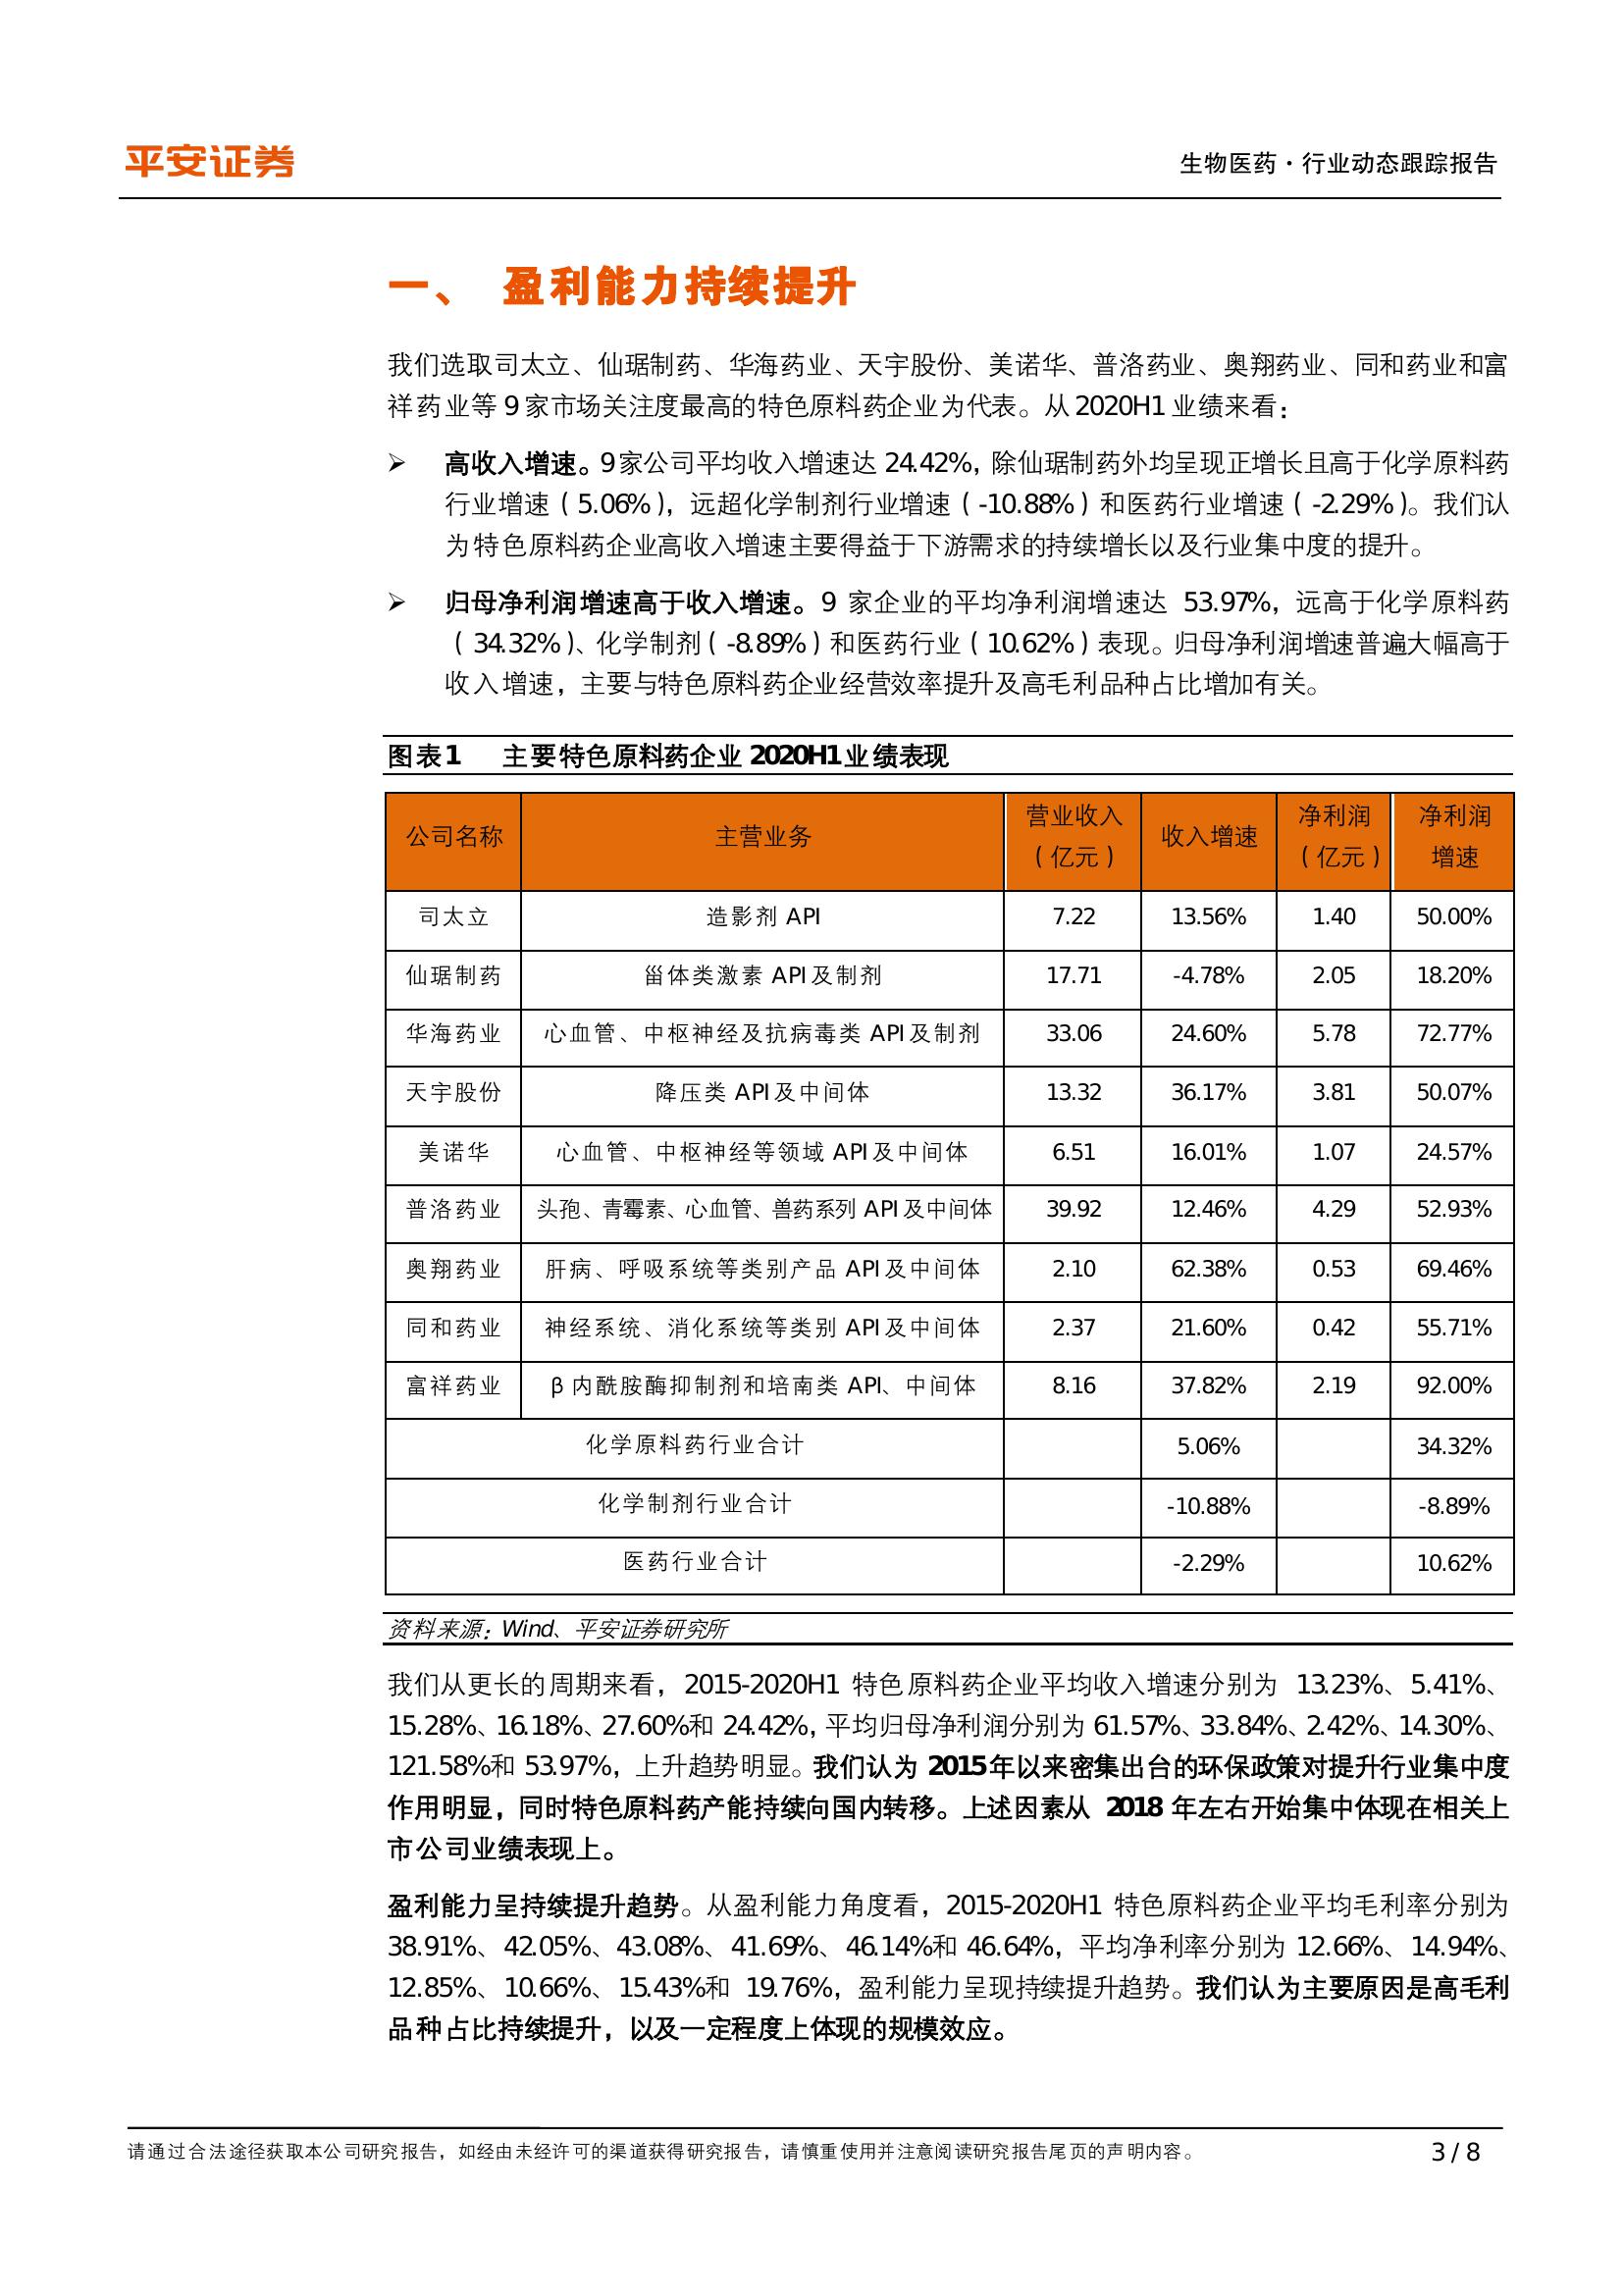 平安证券
生物医药·行业动态跟踪报告
一、 盈利能力持续提升
我们选取司太立、仙琚制药、华海药业、天宇股份、美诺华、普洛药业、奥翔药业、同和药业和富
祥药业等 9 家市场关注度最高的特色原料药企业为代表。从 2020H1 业绩来看：
➢ 高收入增速。9 家公司平均收入增速达 24.42%，除仙琚制药外均呈现正增长且高于化学原料药
行业增速（5.06%），远超化学制剂行业增速（-10.88%）和医药行业增速（-2.29%）。我们认
为特色原料药企业高收入增速主要得益于下游需求的持续增长以及行业集中度的提升。
➢ 归母净利润增速高于收入增速。9 家企业的平均净利润增速达 53.97%，远高于化学原料药
（34.32%）、化学制剂（-8.89%）和医药行业（10.62%）表现。归母净利润增速普遍大幅高于
收入增速，主要与特色原料药企业经营效率提升及高毛利品种占比增加有关。
图表1 主要特色原料药企业 2020H1 业绩表现
公司名称 主营业务 营业收入（亿元） 收入增速 净利润（亿元） 净利润增速
司太立 造影剂 API 7.22 13.56% 1.40 50.00%
仙琚制药 甾体类激素 API 及制剂 17.71 -4.78% 2.05 18.20%
华海药业 心血管、中枢神经及抗病毒类 API 及制剂 33.06 24.60% 5.78 72.77%
天宇股份 降压类 API 及中间体 13.32 36.17% 3.81 50.07%
美诺华 心血管、中枢神经等领域 API 及中间体 6.51 16.01% 1.07 24.57%
普洛药业 头孢、青霉素、心血管、兽药系列 API 及中间体 39.92 12.46% 4.29 52.93%
奥翔药业 肝病、呼吸系统等类别产品 API 及中间体 2.10 62.38% 0.53 69.46%
同和药业 神经系统、消化系统等类别 API 及中间体 2.37 21.60% 0.42 55.71%
富祥药业 β 内酰胺酶抑制剂和培南类 API、中间体 8.16 37.82% 2.19 92.00%
化学原料药行业合计 5.06% 34.32%
化学制剂行业合计 -10.88% -8.89%
医药行业合计 -2.29% 10.62%
资料来源：Wind、平安证券研究所
我们从更长的周期来看，2015-2020H1 特色原料药企业平均收入增速分别为 13.23%、5.41%、
15.28%、16.18%、27.60%和 24.42%，平均归母净利润分别为 61.57%、33.84%、2.42%、14.30%、
121.58%和 53.97%，上升趋势明显。我们认为 2015 年以来密集出台的环保政策对提升行业集中度
作用明显，同时特色原料药产能持续向国内转移。上述因素从 2018 年左右开始集中体现在相关上
市公司业绩表现上。
盈利能力呈持续提升趋势。从盈利能力角度看，2015-2020H1 特色原料药企业平均毛利率分别为
38.91%、42.05%、43.08%、41.69%、46.14%和 46.64%，平均净利率分别为 12.66%、14.94%、
12.85%、10.66%、15.43%和 19.76%，盈利能力呈现持续提升趋势。我们认为主要原因是高毛利
品种占比持续提升，以及一定程度上体现的规模效应。
请通过合法途径获取本公司研究报告，如经由未经许可的渠道获得研究报告，请慎重使用并注意阅读研究报告尾页的声明内容。
3 / 8